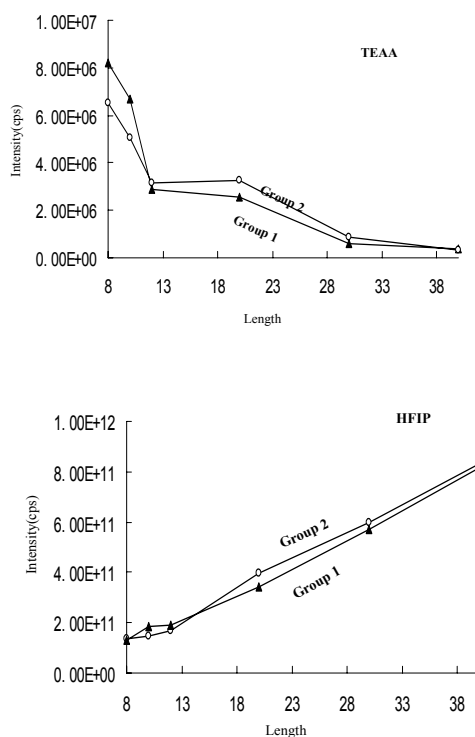 TEAA
1.00E+07
8.00E+06
6.00E+06
4.00E+06
2.00E+06
0.00E+00
Intensity(cps)
Group 2
Group 1
8 13 18 23 28 33 38
Length
HFIP
1.00E+12
8.00E+11
6.00E+11
4.00E+11
2.00E+11
0.00E+00
Intensity(cps)
Group 2
Group 1
8 13 18 23 28 33 38
Length